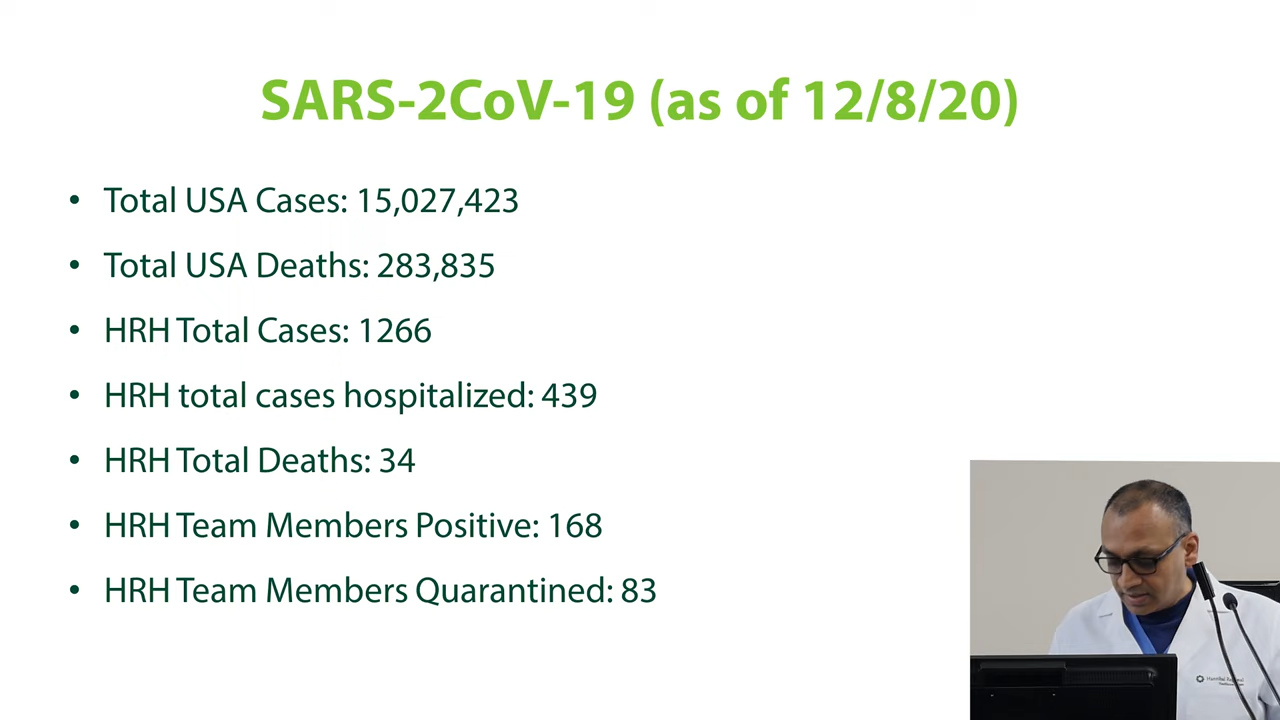 SARS-2CoV-19 (as of 12/8/20)
• Total USA Cases: 15,027,423
• Total USA Deaths: 283,835
• HRH Total Cases: 1266
• HRH total cases hospitalized: 439
• HRH Total Deaths: 34
• HRH Team Members Positive: 168
• HRH Team Members Quarantined: 83
Hannibal Regional